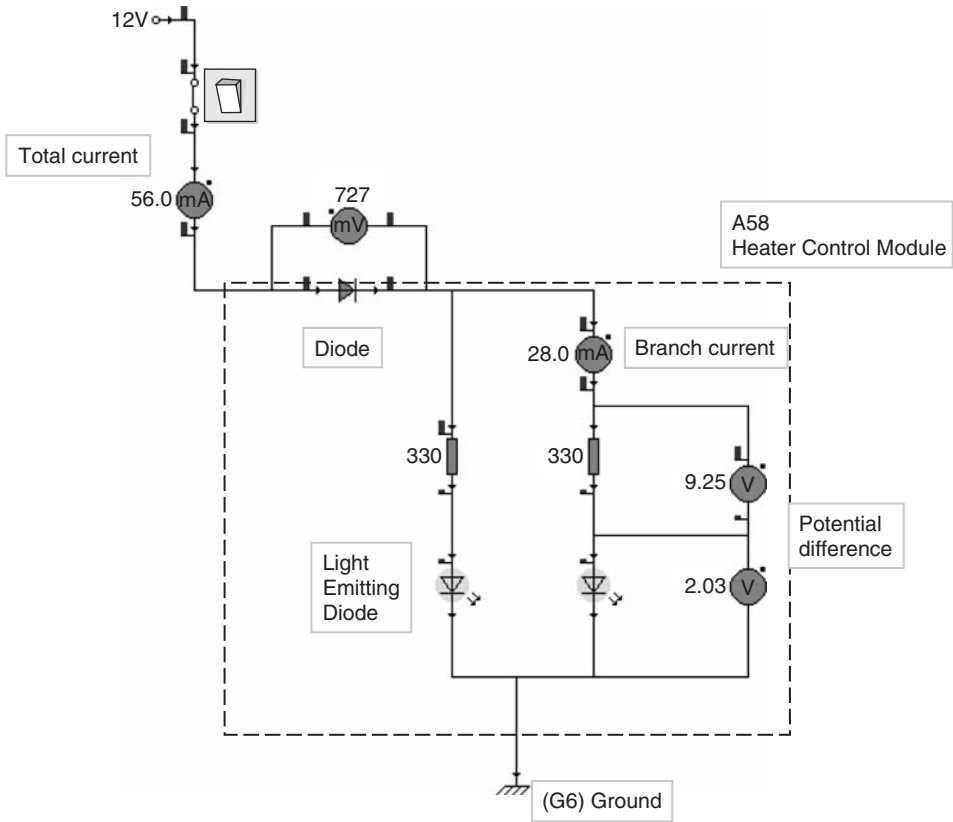 12V
Total current
56.0 mA
727
mV
A58
Heater Control Module
Diode
28.0 mA
Branch current
330
330
9.25 V
Potential
difference
Light
Emitting
Diode
2.03 V
(G6) Ground